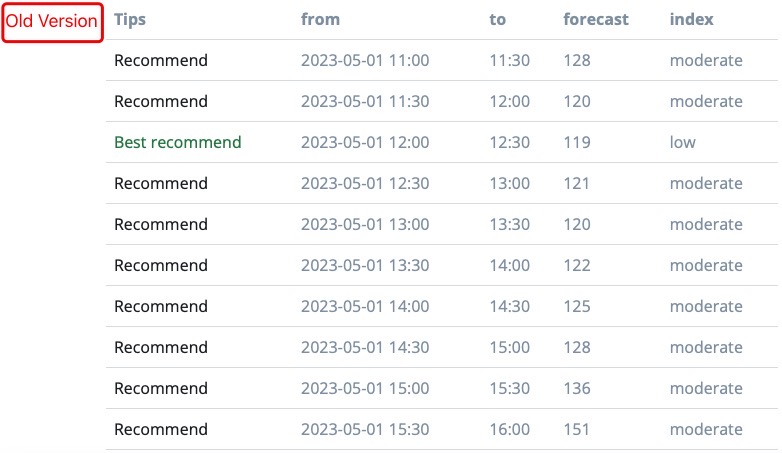 Old Version Tips from to forecast index
Recommend 2023-05-01 11:00 11:30 128 moderate
Recommend 2023-05-01 11:30 12:00 120 moderate
Best recommend 2023-05-01 12:00 12:30 119 low
Recommend 2023-05-01 12:30 13:00 121 moderate
Recommend 2023-05-01 13:00 13:30 120 moderate
Recommend 2023-05-01 13:30 14:00 122 moderate
Recommend 2023-05-01 14:00 14:30 125 moderate
Recommend 2023-05-01 14:30 15:00 128 moderate
Recommend 2023-05-01 15:00 15:30 136 moderate
Recommend 2023-05-01 15:30 16:00 151 moderate